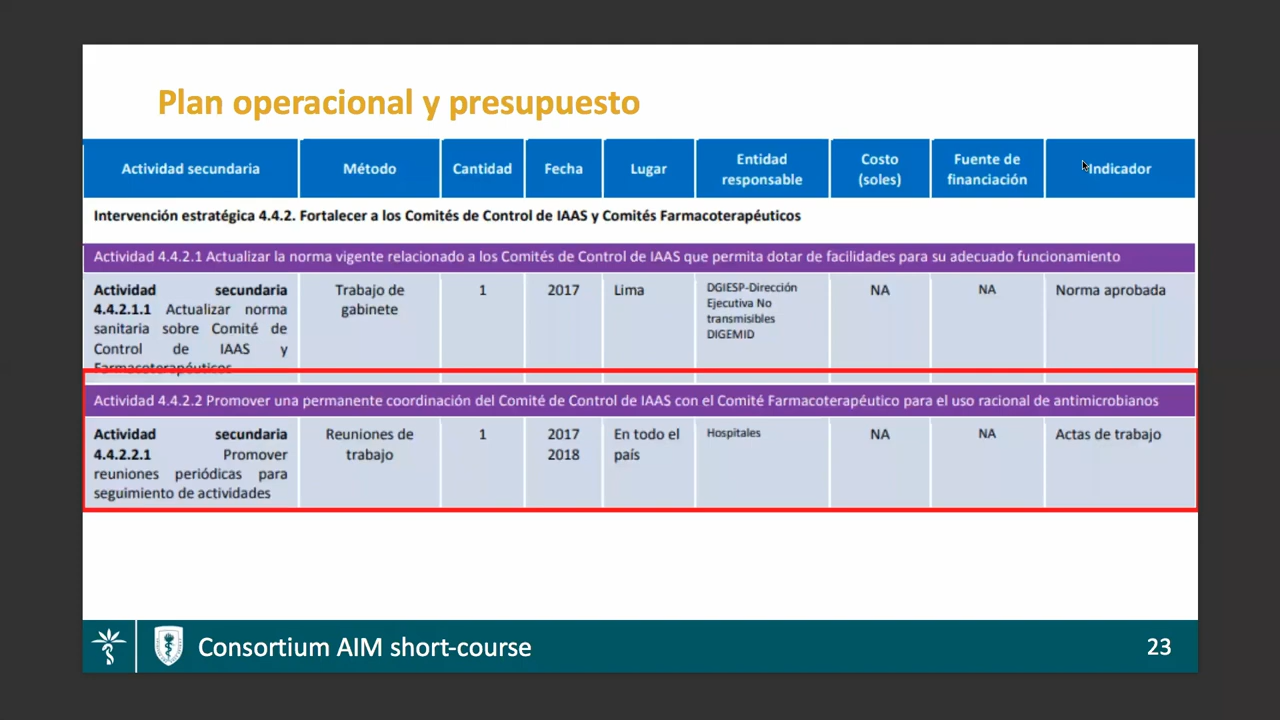 Plan operacional y presupuesto
Actividad secundaria
Método
Cantidad
Fecha
Lugar
Entidad
responsable
Costo
(soles)
Fuente de
financiación
Indicador
Intervención estratégica 4.4.2. Fortalecer a los Comités de Control de IAAS y Comités Farmacoterapéuticos
Actividad 4.4.2.1 Actualizar la norma vigente relacionado a los Comités de Control de IAAS que permita dotar de facilidades para su adecuado funcionamiento
Actividad secundaria
4.4.2.1.1 Actualizar norma
sanitaria sobre Comité de
Control de IAAS y
Farmacoterapéuticos
Trabajo de
gabinete
1
2017
Lima
DGIESP-Dirección
Ejecutiva No
transmisibles
DIGEMID
NA
NA
Norma aprobada
Actividad 4.4.2.2 Promover una permanente coordinación del Comité de Control de IAAS con el Comité Farmacoterapéutico para el uso racional de antimicrobianos
Actividad secundaria
4.4.2.2.1 Promover
reuniones periódicas para
seguimiento de actividades
Reuniones de
trabajo
1
2017
2018
En todo el
país
Hospitales
NA
NA
Actas de trabajo
Consortium AIM short-course
23